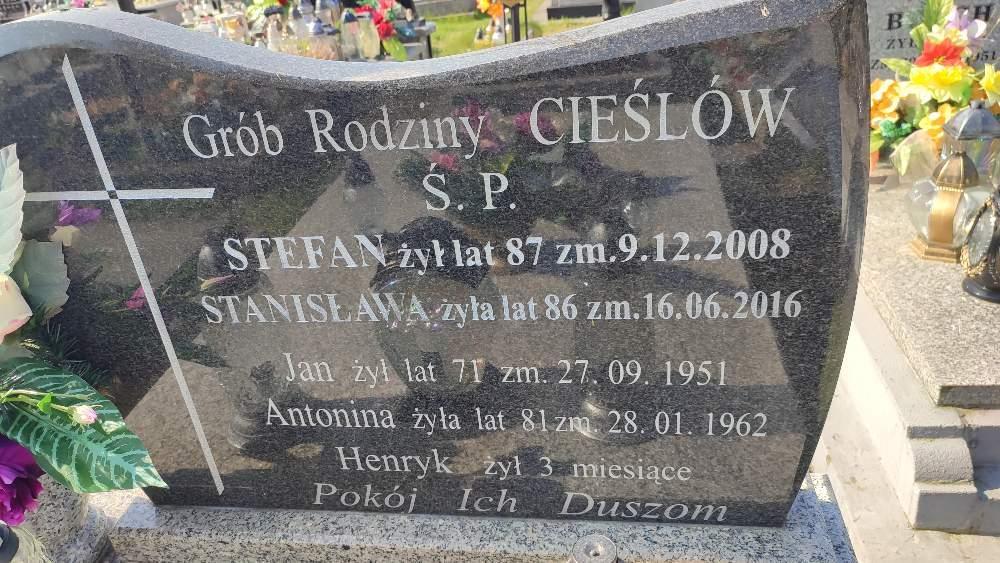 Grób Rodziny CIEŚLÓW
Ś. P.
STEFAN żył lat 87 zm. 9.12.2008
STANISŁAWA żyła lat 86 zm. 16.06.2016
Jan żył lat 71 zm. 27. 09. 1951
Antonina żyła lat 81 zm. 28. 01. 1962
Henryk żył 3 miesiące
Pokój Ich Duszom